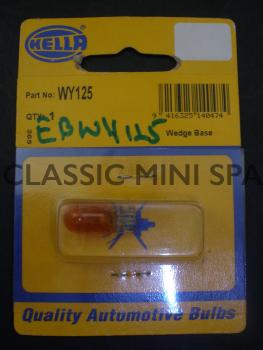 HELLA
Part No: WY125
QTY 1
9 416325 140474
EBWY125
Wedge Base
CLASSIC MINI SPA
Quality Automotive Bulbs